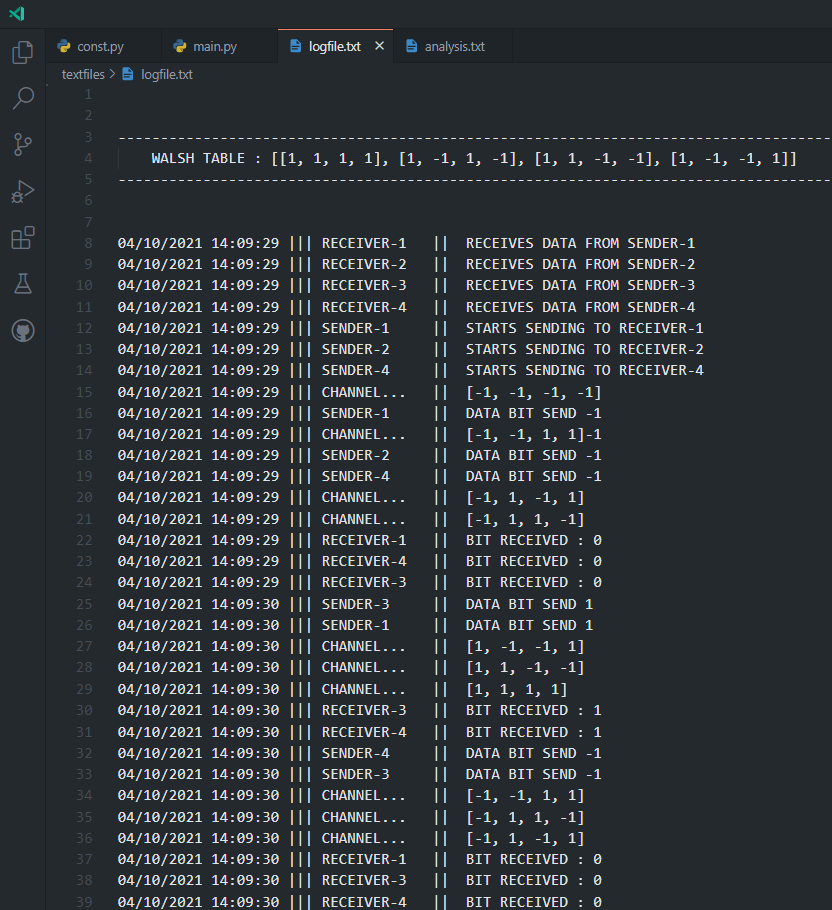 const.py main.py logfile.txt × analysis.txt
textfiles > logfile.txt
1
2
3 ------------------------------------------------------------------------------------
4 WALSH TABLE : [[1, 1, 1, 1], [1, -1, 1, -1], [1, 1, -1, -1], [1, -1, -1, 1]]
5 ------------------------------------------------------------------------------------
6
7
8 04/10/2021 14:09:29 ||| RECEIVER-1 || RECEIVES DATA FROM SENDER-1
9 04/10/2021 14:09:29 ||| RECEIVER-2 || RECEIVES DATA FROM SENDER-2
10 04/10/2021 14:09:29 ||| RECEIVER-3 || RECEIVES DATA FROM SENDER-3
11 04/10/2021 14:09:29 ||| RECEIVER-4 || RECEIVES DATA FROM SENDER-4
12 04/10/2021 14:09:29 ||| SENDER-1 || STARTS SENDING TO RECEIVER-1
13 04/10/2021 14:09:29 ||| SENDER-2 || STARTS SENDING TO RECEIVER-2
14 04/10/2021 14:09:29 ||| SENDER-4 || STARTS SENDING TO RECEIVER-4
15 04/10/2021 14:09:29 ||| CHANNEL... || [-1, -1, -1, -1]
16 04/10/2021 14:09:29 ||| SENDER-1 || DATA BIT SEND -1
17 04/10/2021 14:09:29 ||| CHANNEL... || [-1, -1, 1, 1]-1
18 04/10/2021 14:09:29 ||| SENDER-2 || DATA BIT SEND -1
19 04/10/2021 14:09:29 ||| SENDER-4 || DATA BIT SEND -1
20 04/10/2021 14:09:29 ||| CHANNEL... || [-1, 1, -1, 1]
21 04/10/2021 14:09:29 ||| CHANNEL... || [-1, 1, 1, -1]
22 04/10/2021 14:09:29 ||| RECEIVER-1 || BIT RECEIVED : 0
23 04/10/2021 14:09:29 ||| RECEIVER-4 || BIT RECEIVED : 0
24 04/10/2021 14:09:29 ||| RECEIVER-3 || BIT RECEIVED : 0
25 04/10/2021 14:09:30 ||| SENDER-3 || DATA BIT SEND 1
26 04/10/2021 14:09:30 ||| SENDER-1 || DATA BIT SEND 1
27 04/10/2021 14:09:30 ||| CHANNEL... || [1, -1, -1, 1]
28 04/10/2021 14:09:30 ||| CHANNEL... || [1, 1, -1, -1]
29 04/10/2021 14:09:30 ||| CHANNEL... || [1, 1, 1, 1]
30 04/10/2021 14:09:30 ||| RECEIVER-3 || BIT RECEIVED : 1
31 04/10/2021 14:09:30 ||| RECEIVER-4 || BIT RECEIVED : 1
32 04/10/2021 14:09:30 ||| SENDER-4 || DATA BIT SEND -1
33 04/10/2021 14:09:30 ||| SENDER-3 || DATA BIT SEND -1
34 04/10/2021 14:09:30 ||| CHANNEL... || [-1, -1, 1, 1]
35 04/10/2021 14:09:30 ||| CHANNEL... || [-1, 1, 1, -1]
36 04/10/2021 14:09:30 ||| CHANNEL... || [-1, 1, -1, 1]
37 04/10/2021 14:09:30 ||| RECEIVER-1 || BIT RECEIVED : 0
38 04/10/2021 14:09:30 ||| RECEIVER-3 || BIT RECEIVED : 0
39 04/10/2021 14:09:30 ||| RECEIVER-4 || BIT RECEIVED : 0